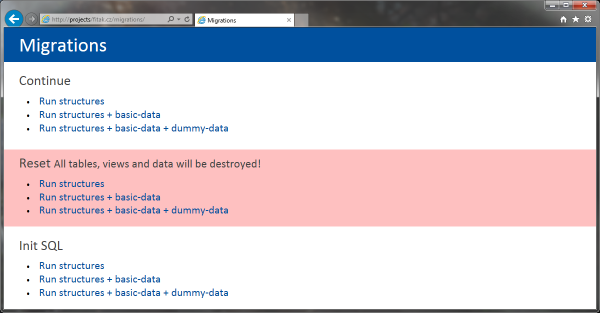 http://projects/fitak.cz/migrations/
Migrations
Migrations
Continue
Run structures
Run structures + basic-data
Run structures + basic-data + dummy-data
Reset All tables, views and data will be destroyed!
Run structures
Run structures + basic-data
Run structures + basic-data + dummy-data
Init SQL
Run structures
Run structures + basic-data
Run structures + basic-data + dummy-data